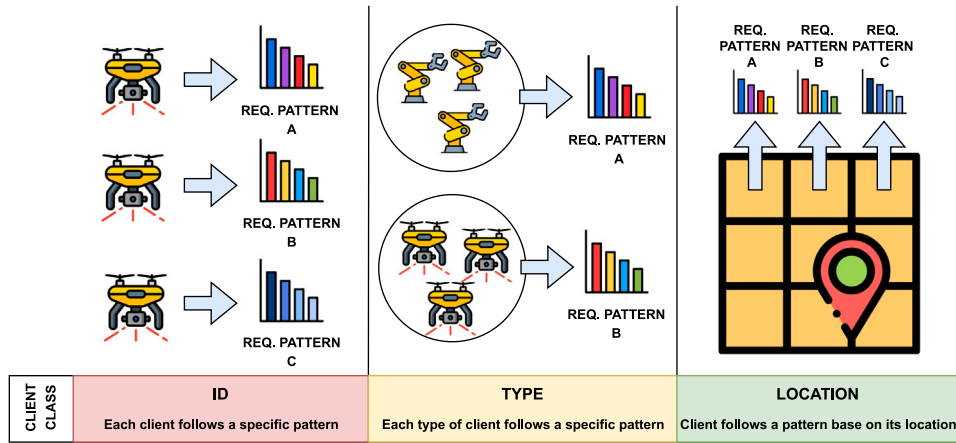 REQ. PATTERN
A
REQ. PATTERN
B
REQ. PATTERN
C
REQ. PATTERN
A
REQ. PATTERN
B
REQ.
PATTERN
A
REQ.
PATTERN
B
REQ.
PATTERN
C
CLIENT
CLASS
ID
Each client follows a specific pattern
TYPE
Each type of client follows a specific pattern
LOCATION
Client follows a pattern base on its location